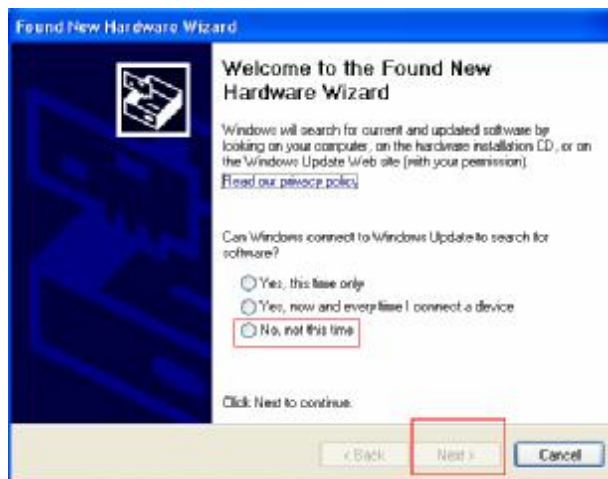 Found New Hardware Wizard
Welcome to the Found New
Hardware Wizard
Windows will search for current and updated software by
looking on your computer, on the hardware installation CD, or on
the Windows Update Web site (with your permission).
Read our privacy policy
Can Windows connect to Windows Update to search for
software?
Yes, this time only
Yes, now and every time I connect a device
No, not this time
Click Next to continue.
< Back
Next >
Cancel